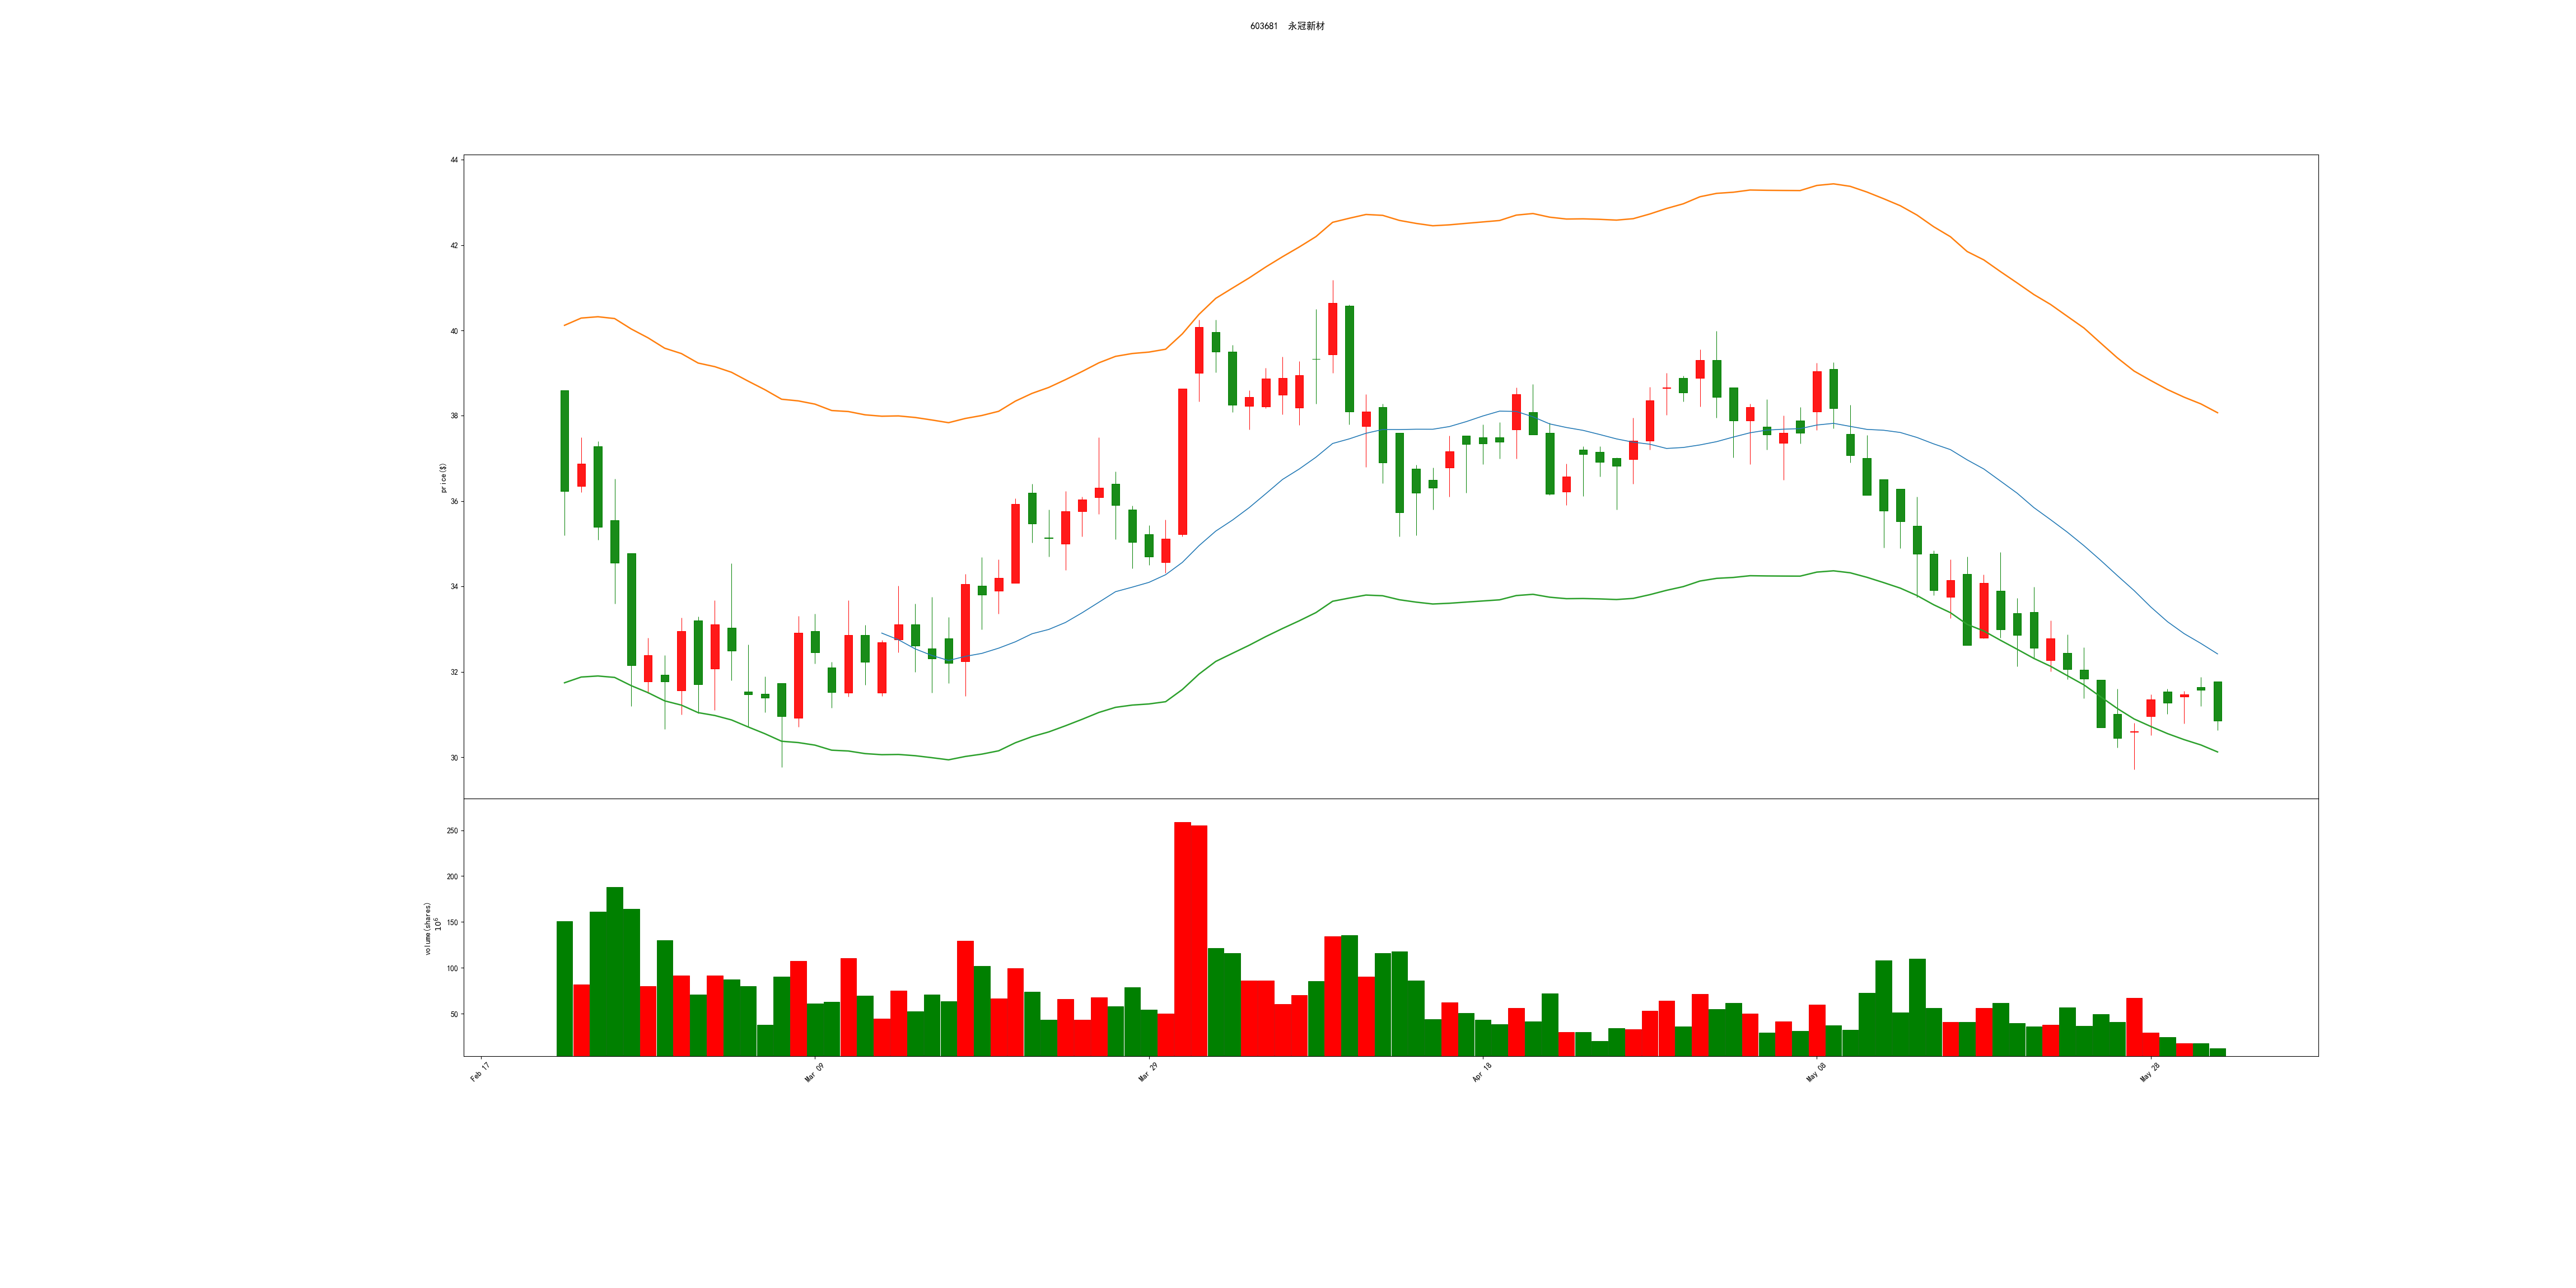 603681 永冠新材
44
42
40
38
36
34
32
30
price($)
250
200
150
100
50
volume(shares)
10^6
Feb 17
Mar 09
Mar 29
Apr 18
May 08
May 28